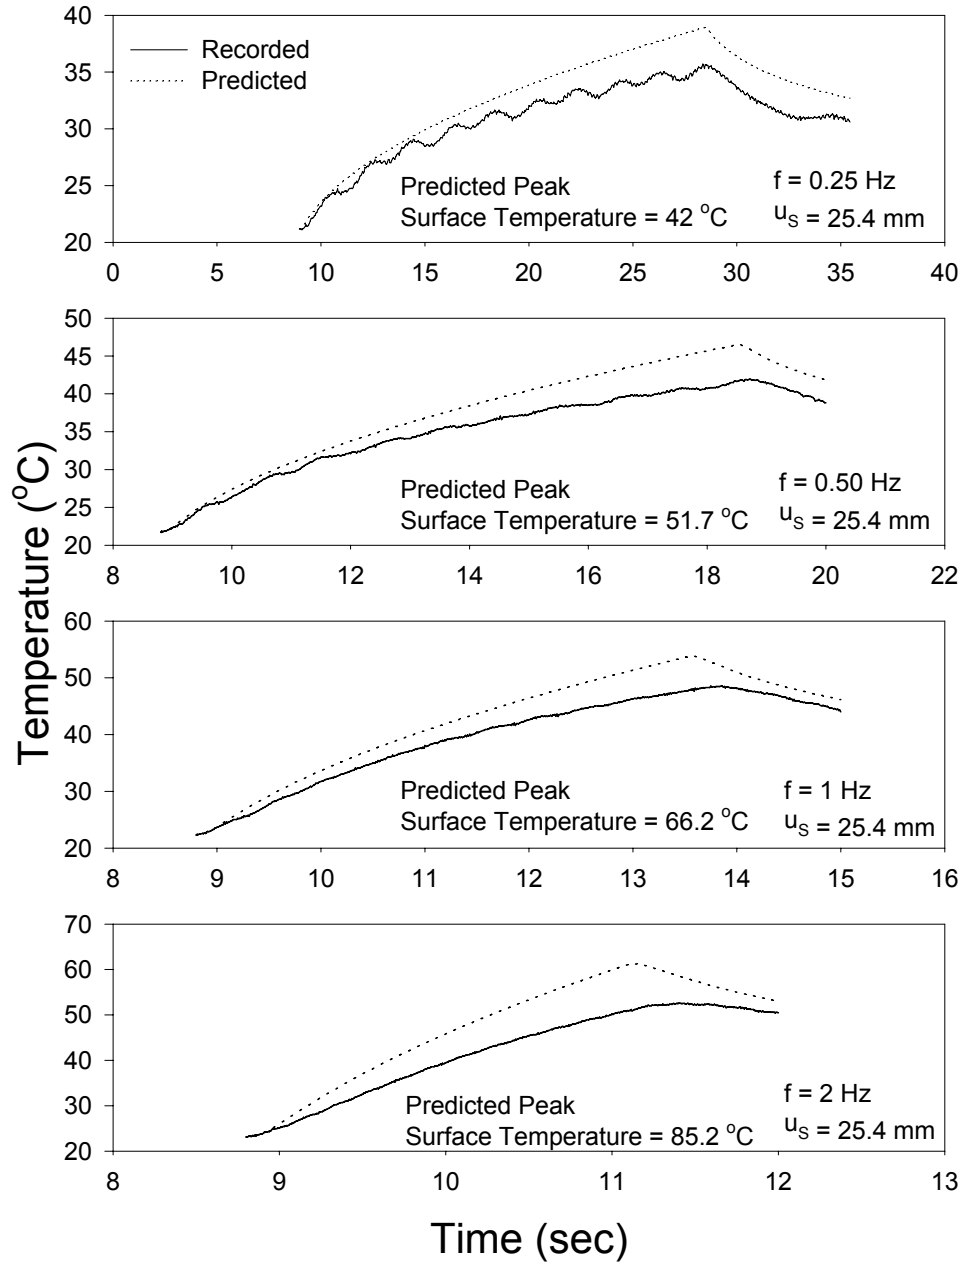 40
35
30
25
20
Recorded
Predicted
Predicted Peak
Surface Temperature = 42 °C
f = 0.25 Hz
uS = 25.4 mm
0 5 10 15 20 25 30 35 40
50
45
40
35
30
25
20
Predicted Peak
Surface Temperature = 51.7 °C
f = 0.50 Hz
uS = 25.4 mm
8 10 12 14 16 18 20 22
Temperature (°C)
60
50
40
30
20
Predicted Peak
Surface Temperature = 66.2 °C
f = 1 Hz
uS = 25.4 mm
8 9 10 11 12 13 14 15 16
70
60
50
40
30
20
Predicted Peak
Surface Temperature = 85.2 °C
f = 2 Hz
uS = 25.4 mm
8 9 10 11 12 13
Time (sec)